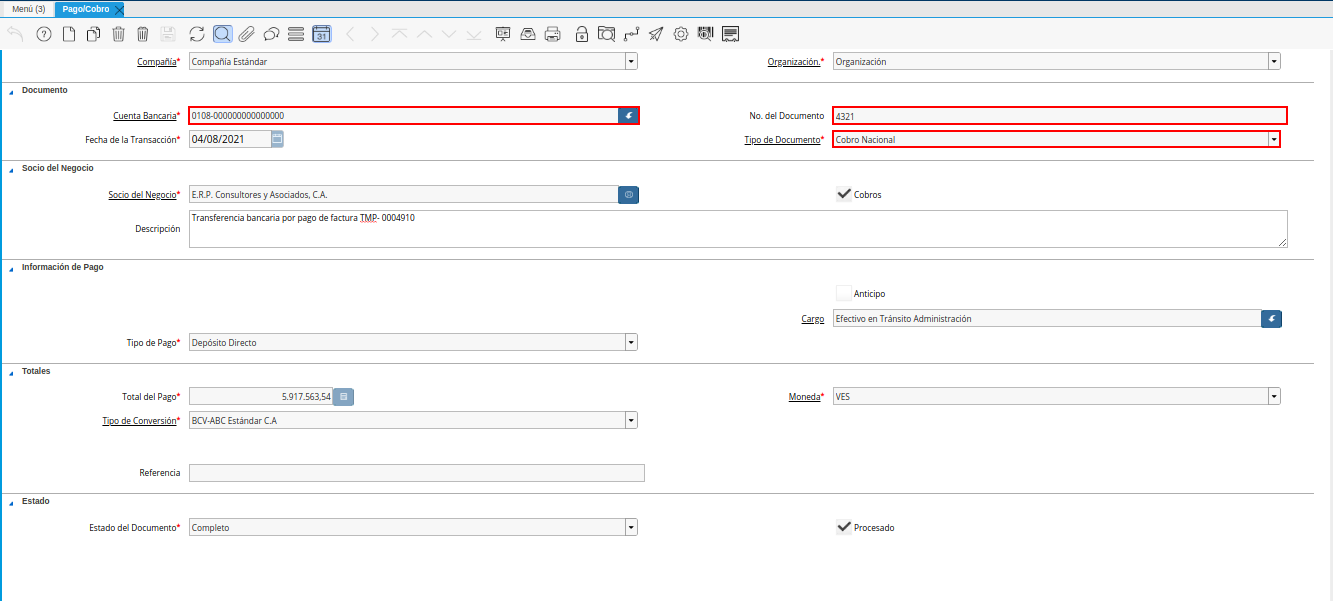 Menú (3) Pago/Cobro
31
Compañía* Compañía Estándar Organización.* Organización
Documento
Cuenta Bancaria* 0108-000000000000000 No. del Documento 4321
Fecha de la Transacción* 04/08/2021 Tipo de Documento* Cobro Nacional
Socio del Negocio
Socio del Negocio* E.R.P. Consultores y Asociados, C.A. Cobros
Descripción Transferencia bancaria por pago de factura TMP- 0004910
Información de Pago
Anticipo
Cargo Efectivo en Tránsito Administración
Tipo de Pago* Depósito Directo
Totales
Total del Pago* 5.917.563,54 Moneda* VES
Tipo de Conversión* BCV-ABC Estándar C.A
Referencia
Estado
Estado del Documento* Completo Procesado